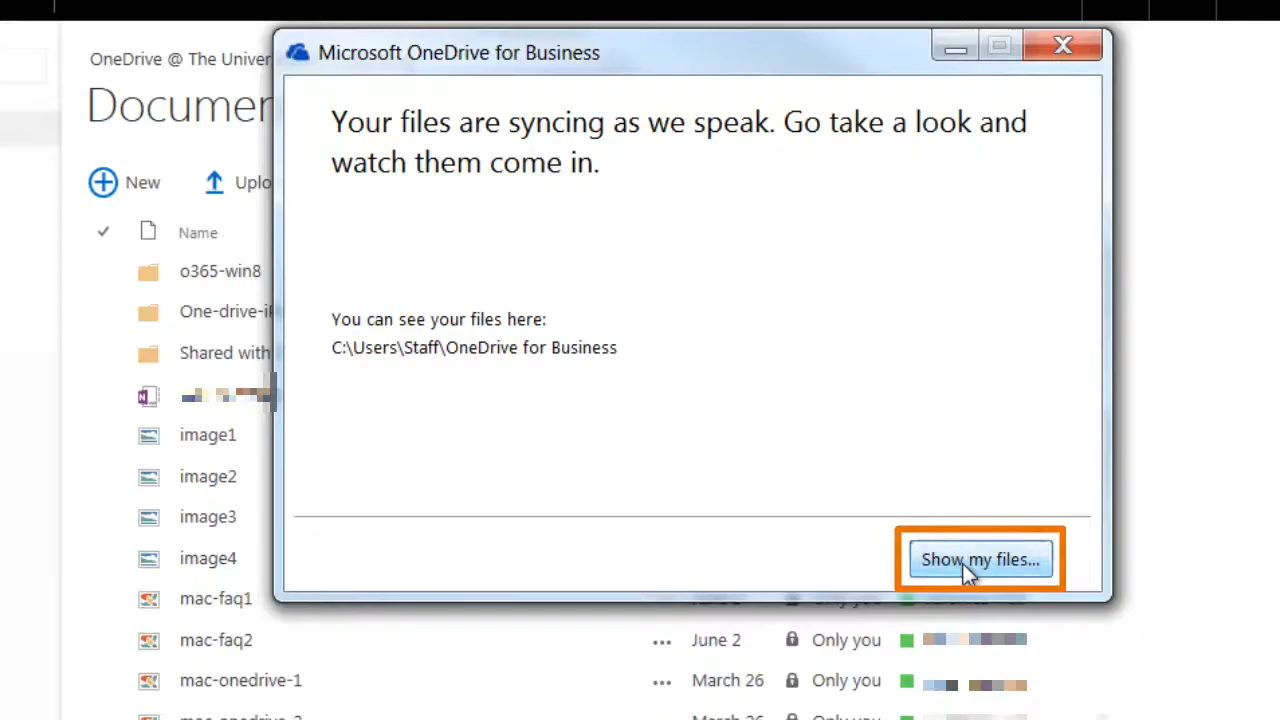 OneDrive @ The Univer
Documen
New
Uplo
Name
o365-win8
One-drive-i
Shared with
image1
image2
image3
image4
mac-faq1
mac-faq2
June 2
Only you
mac-onedrive-1
March 26
Only you
Microsoft OneDrive for Business
Your files are syncing as we speak. Go take a look and
watch them come in.
You can see your files here:
C:\Users\Staff\OneDrive for Business
Show my files...